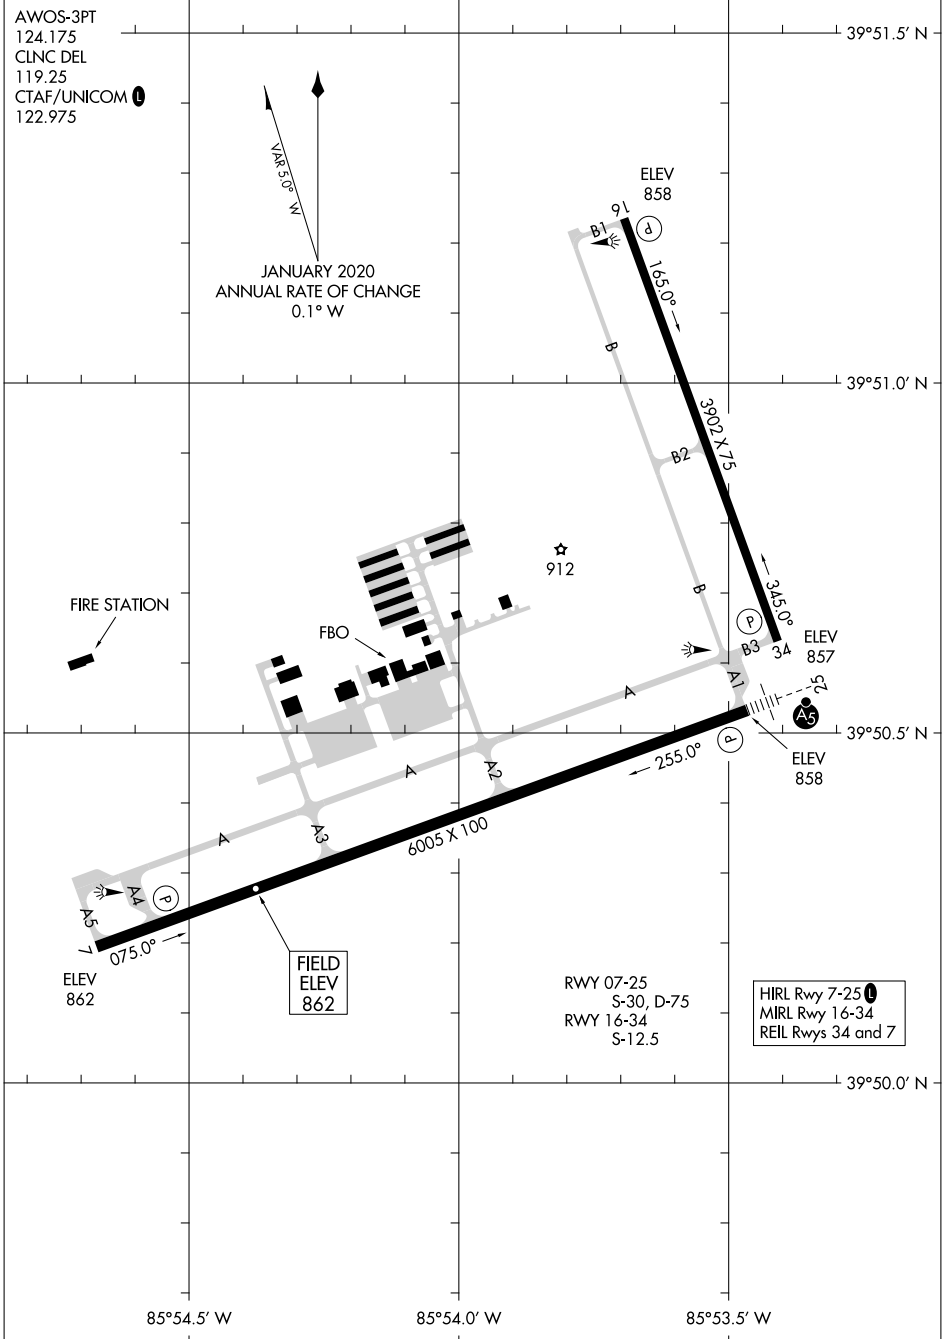 AWOS-3PT
124.175
CLNC DEL
119.25
CTAF/UNICOM L
122.975
39°51.5' N
VAR 5.0° W
JANUARY 2020
ANNUAL RATE OF CHANGE
0.1° W
ELEV
858
16
P
B1
165.0°
B
39°51.0' N
3902 X 75
B2
912
FIRE STATION
FBO
B
345.0°
P
B3
34
ELEV
857
A1
25
A
A5
P
39°50.5' N
255.0°
ELEV
858
A
A2
A
A3
6005 X 100
A4
P
A5
7
075.0°
ELEV
862
FIELD
ELEV
862
RWY 07-25
S-30, D-75
RWY 16-34
S-12.5
HIRL Rwy 7-25 L
MIRL Rwy 16-34
REIL Rwys 34 and 7
39°50.0' N
85°54.5' W
85°54.0' W
85°53.5' W